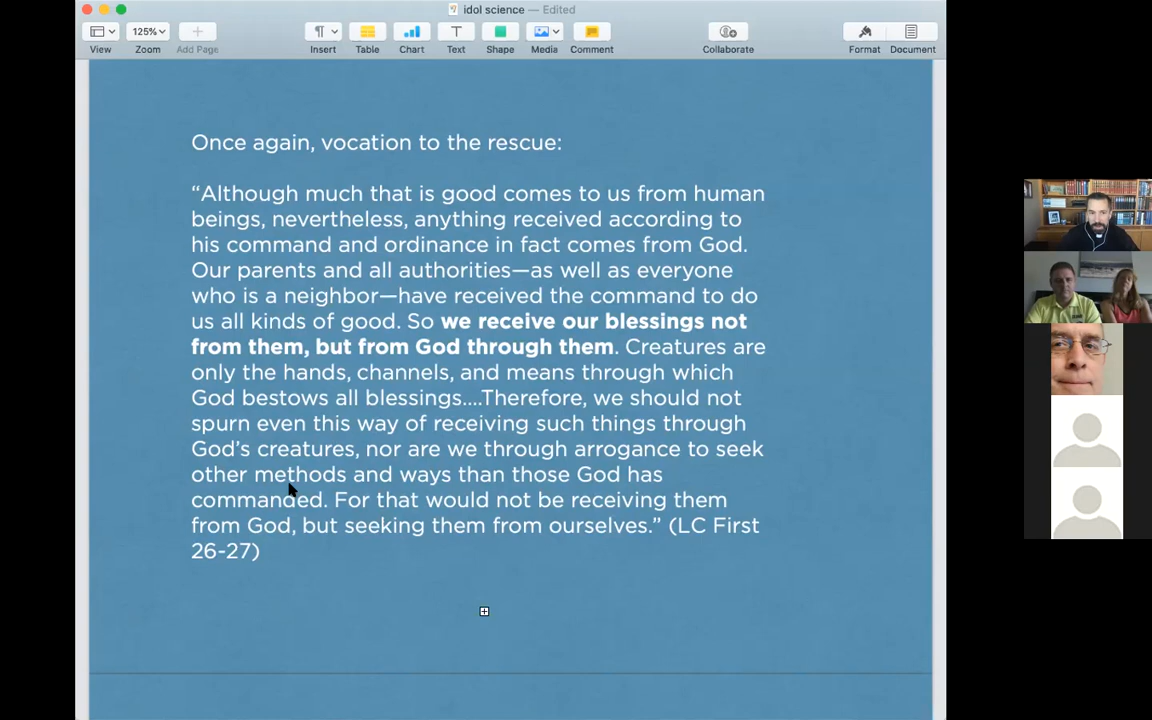 idol science — Edited
125%
View
Zoom
Add Page
Insert
Table
Chart
Text
Shape
Media
Comment
Collaborate
Format
Document
Once again, vocation to the rescue:
“Although much that is good comes to us from human
beings, nevertheless, anything received according to
his command and ordinance in fact comes from God.
Our parents and all authorities—as well as everyone
who is a neighbor—have received the command to do
us all kinds of good. So we receive our blessings not
from them, but from God through them. Creatures are
only the hands, channels, and means through which
God bestows all blessings....Therefore, we should not
spurn even this way of receiving such things through
God’s creatures, nor are we through arrogance to seek
other methods and ways than those God has
commanded. For that would not be receiving them
from God, but seeking them from ourselves.” (LC First
26-27)